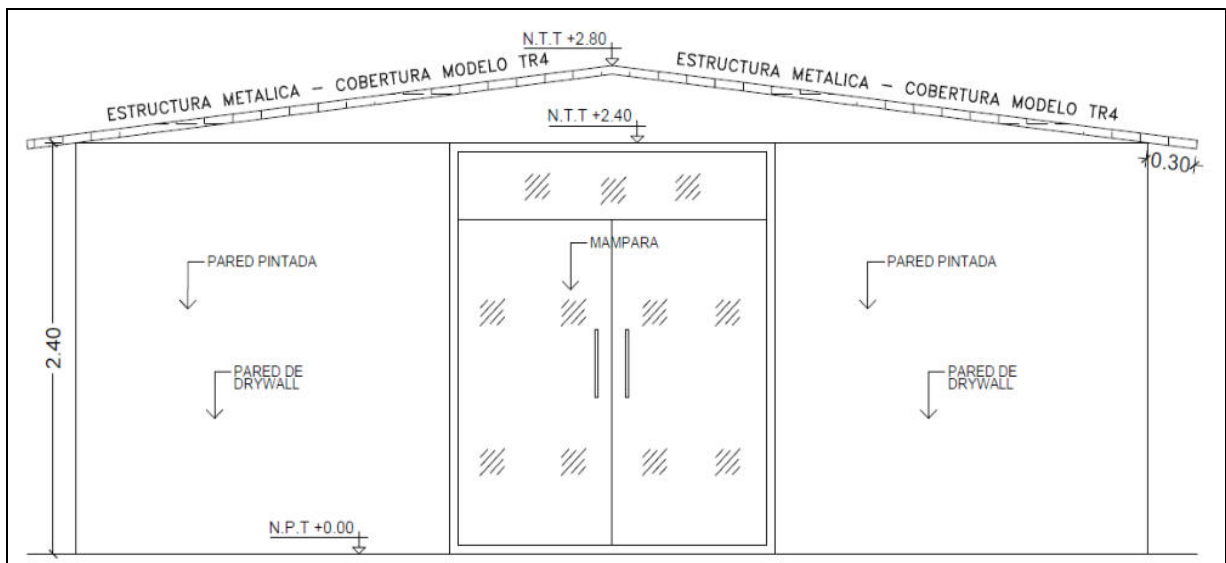 N.T.T +2.80
ESTRUCTURA METALICA - COBERTURA MODELO TR4
ESTRUCTURA METALICA - COBERTURA MODELO TR4
N.T.T +2.40
0.30
MAMPARA
PARED PINTADA
PARED PINTADA
2.40
PARED DE
DRYWALL
PARED DE
DRYWALL
N.P.T +0.00